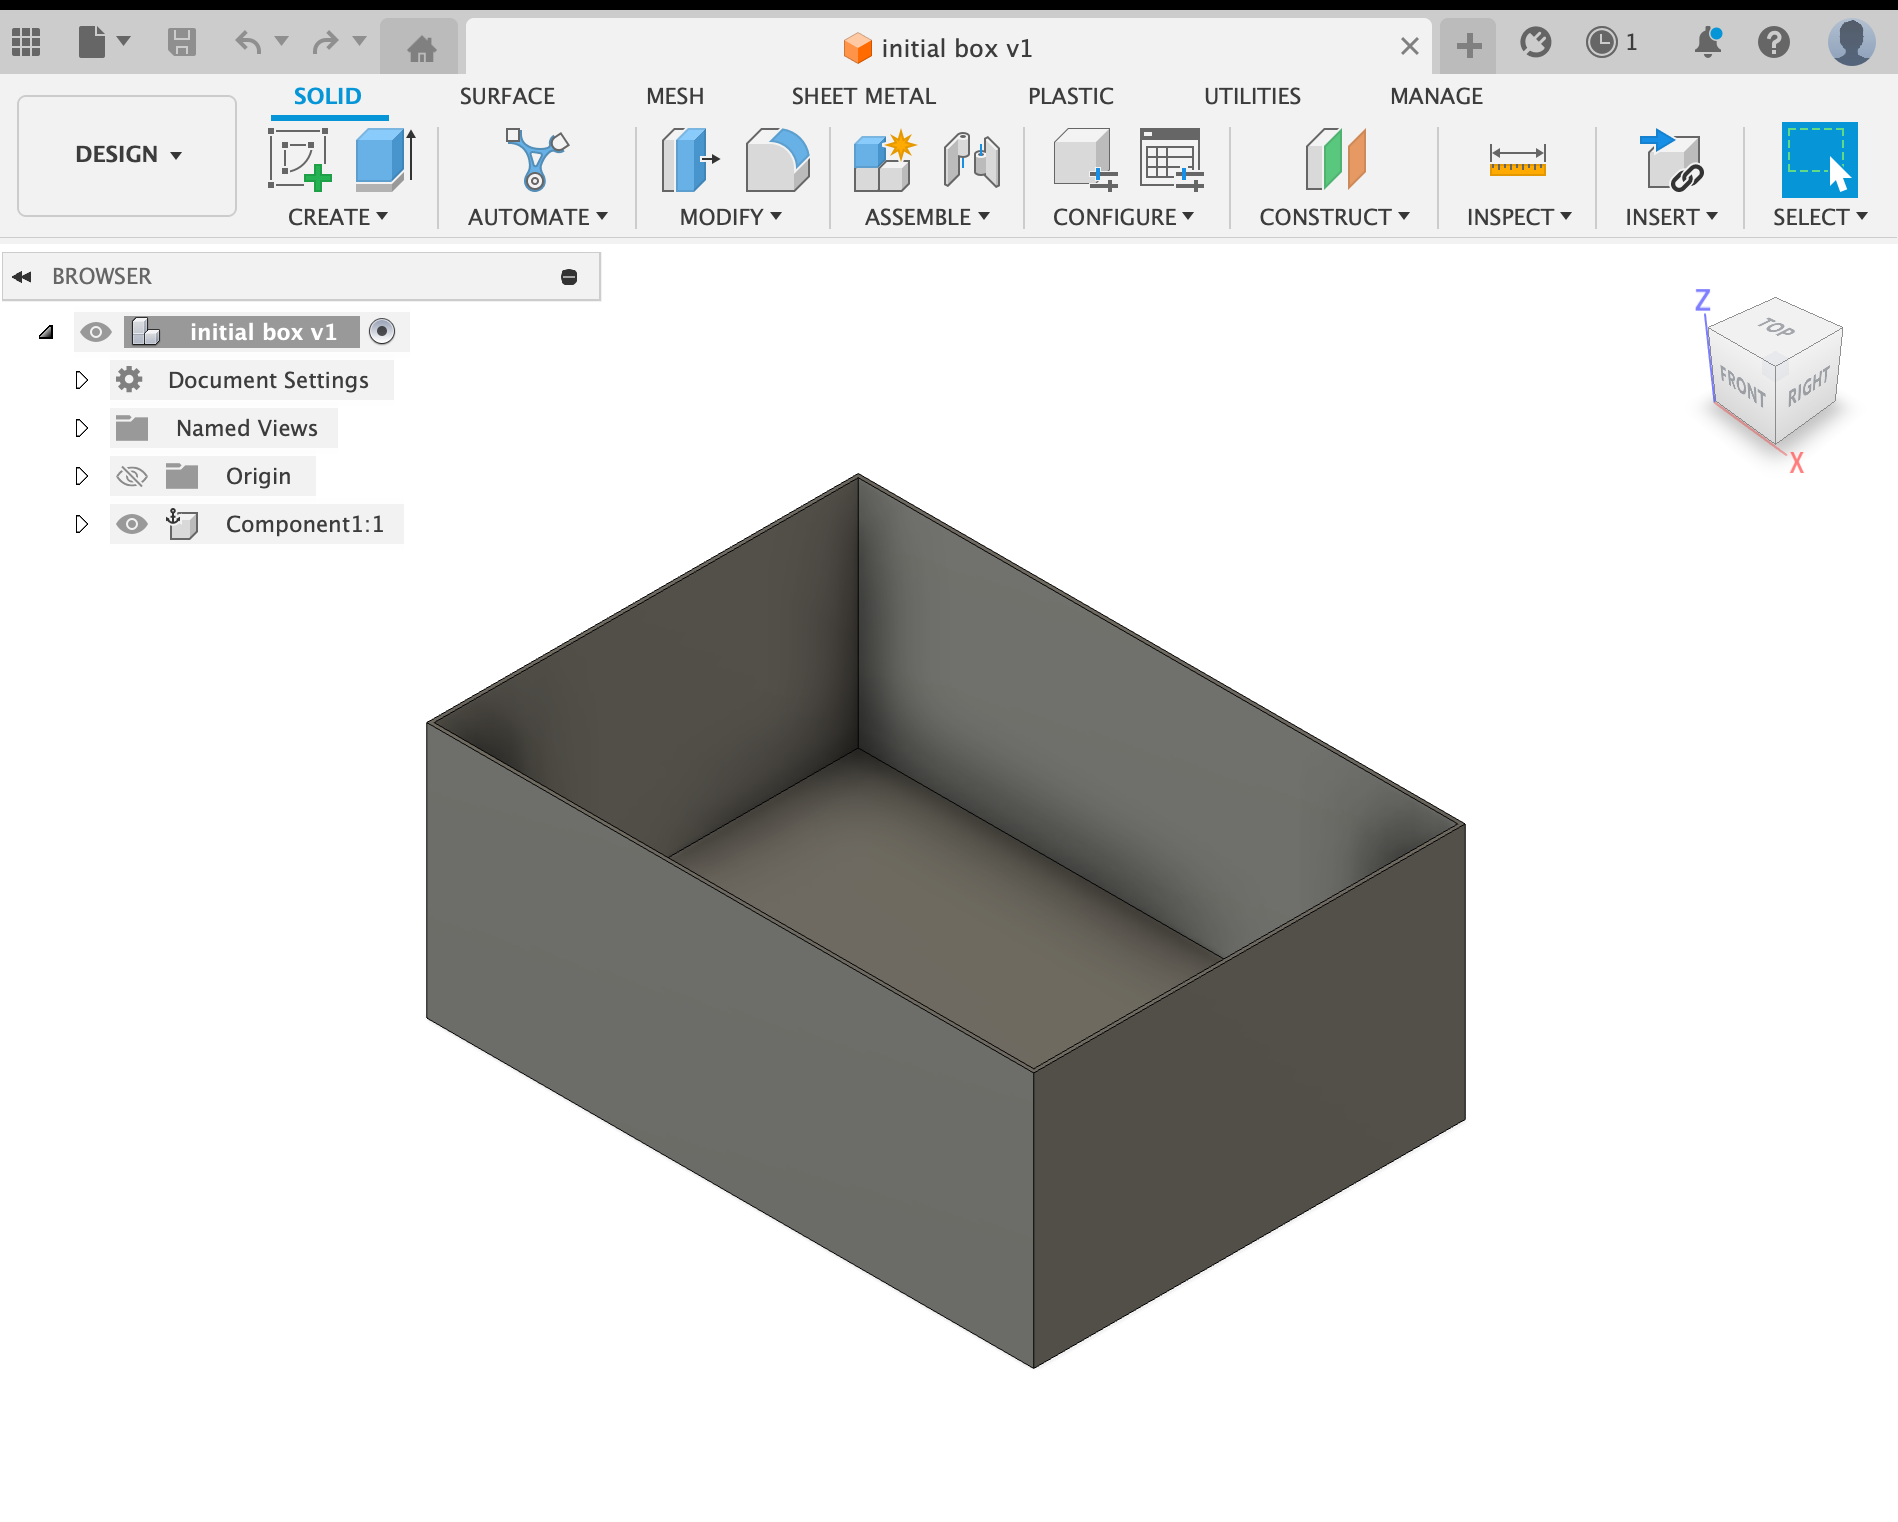 initial box v1
1
SOLID
SURFACE
MESH
SHEET METAL
PLASTIC
UTILITIES
MANAGE
DESIGN
CREATE
AUTOMATE
MODIFY
ASSEMBLE
CONFIGURE
CONSTRUCT
INSPECT
INSERT
SELECT
BROWSER
initial box v1
Document Settings
Named Views
Origin
Component1:1
Z
TOP
FRONT
RIGHT
X